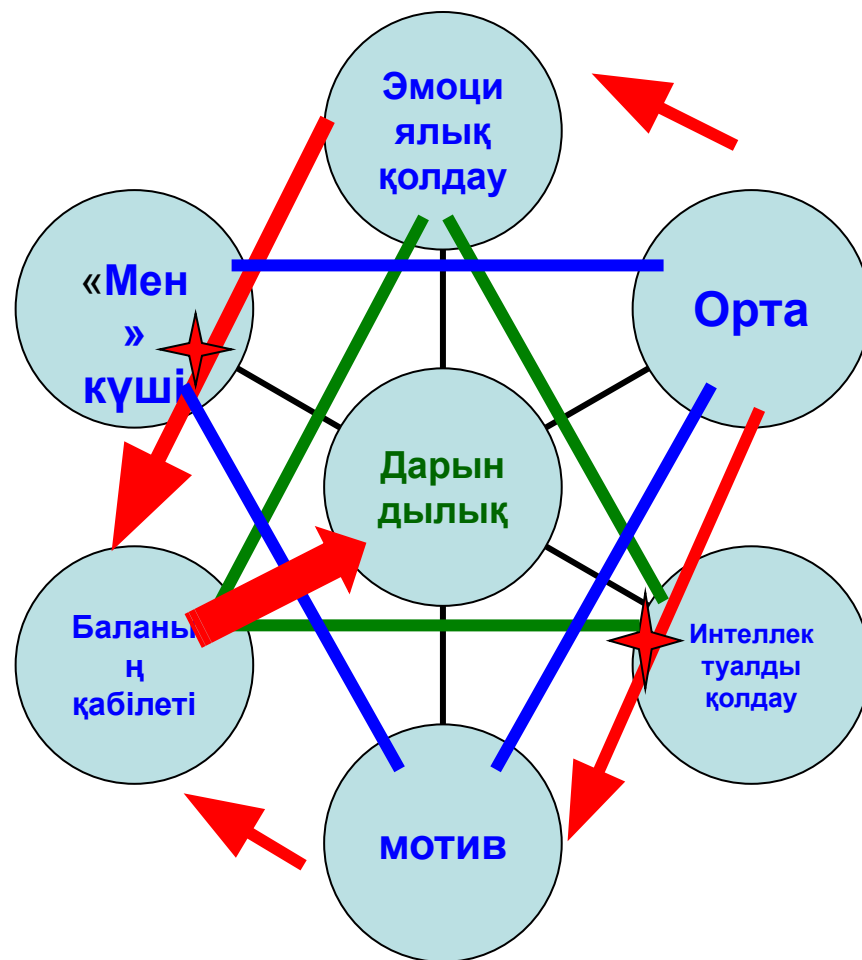 Эмоци
ялық
қолдау
«Мен
»
күші
Орта
Дарын
дылық
Баланы
ң
қабілеті
Интеллек
туалды
қолдау
мотив